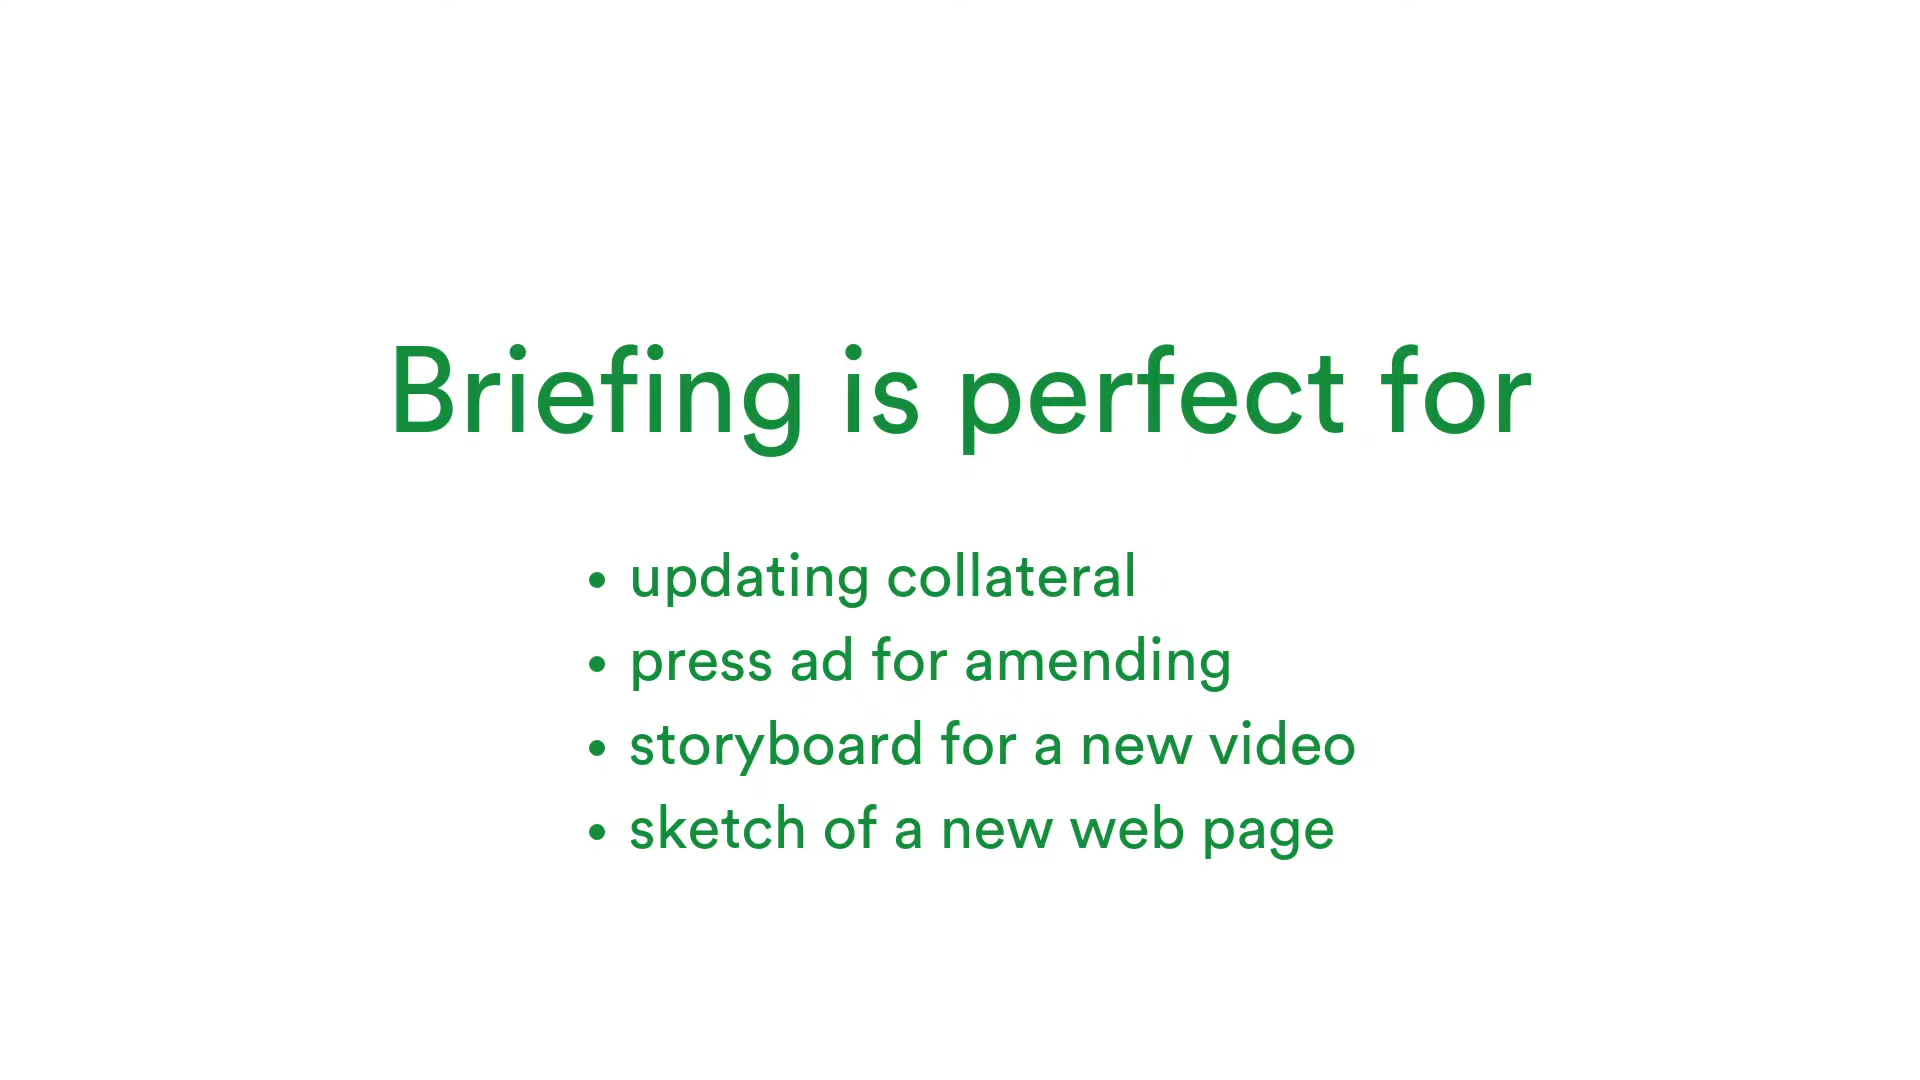 Briefing is perfect for
• updating collateral
• press ad for amending
• storyboard for a new video
• sketch of a new web page